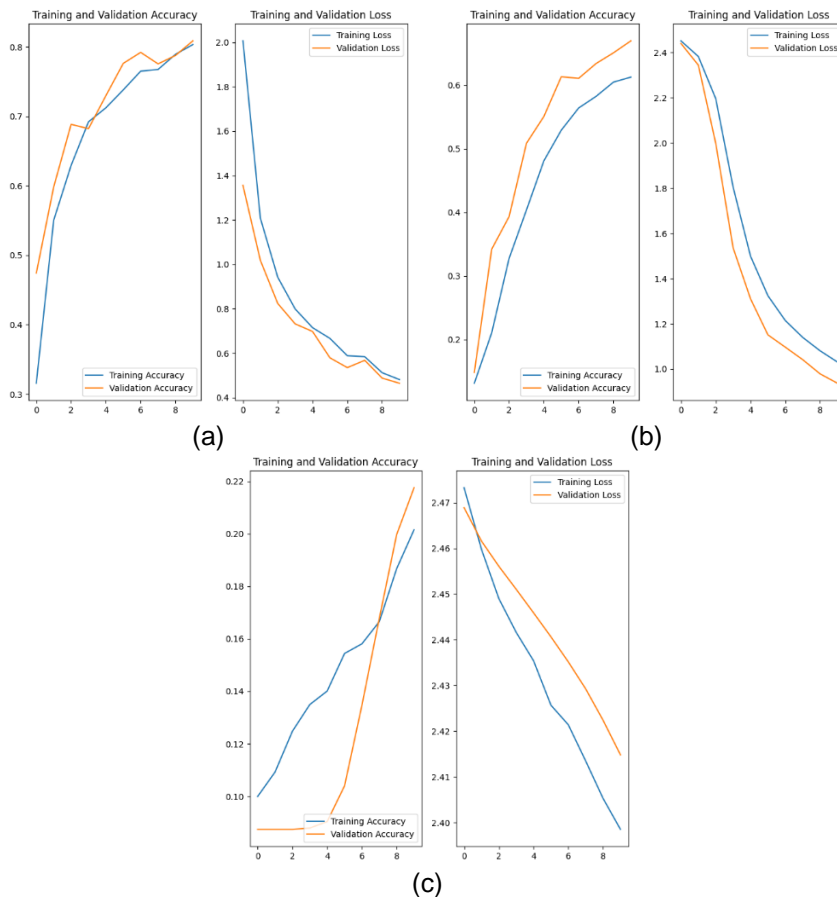 Training and Validation Accuracy
0.8
0.7
0.6
0.5
0.4
0.3
Training Accuracy
Validation Accuracy
0 2 4 6 8
Training and Validation Loss
Training Loss
Validation Loss
2.0
1.8
1.6
1.4
1.2
1.0
0.8
0.6
0.4
0 2 4 6 8
(a)
Training and Validation Accuracy
0.6
0.5
0.4
0.3
0.2
Training Accuracy
Validation Accuracy
0 2 4 6 8
Training and Validation Loss
Training Loss
Validation Loss
2.4
2.2
2.0
1.8
1.6
1.4
1.2
1.0
0 2 4 6 8
(b)
Training and Validation Accuracy
0.22
0.20
0.18
0.16
0.14
0.12
0.10
Training Accuracy
Validation Accuracy
0 2 4 6 8
Training and Validation Loss
Training Loss
Validation Loss
2.47
2.46
2.45
2.44
2.43
2.42
2.41
2.40
0 2 4 6 8
(c)